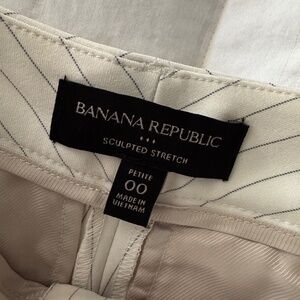 BANANA REPUBLIC
SCULPTED STRETCH
PETITE
00
MADE IN
VIETNAM